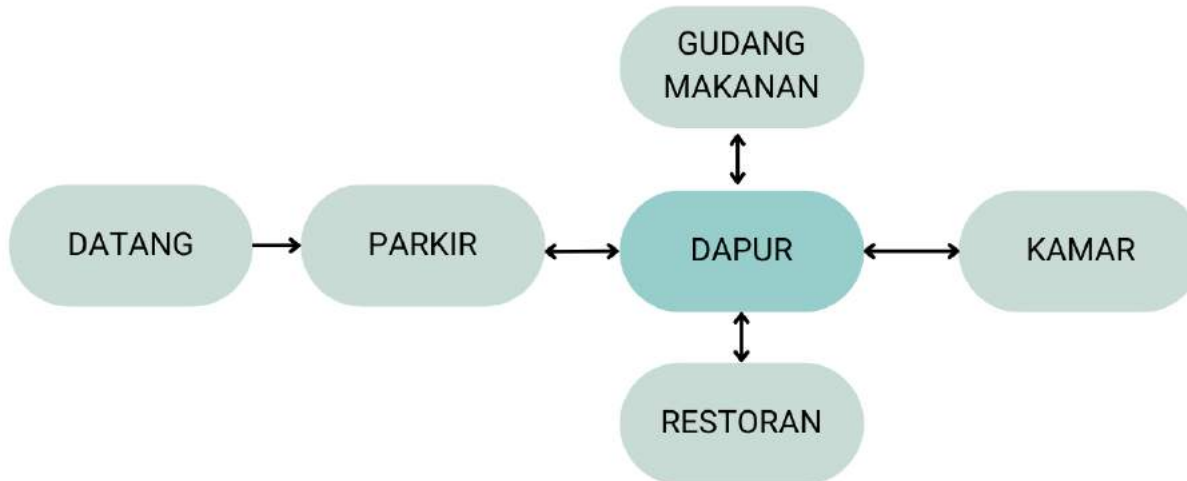 GUDANG
MAKANAN
DATANG
PARKIR
DAPUR
KAMAR
RESTORAN